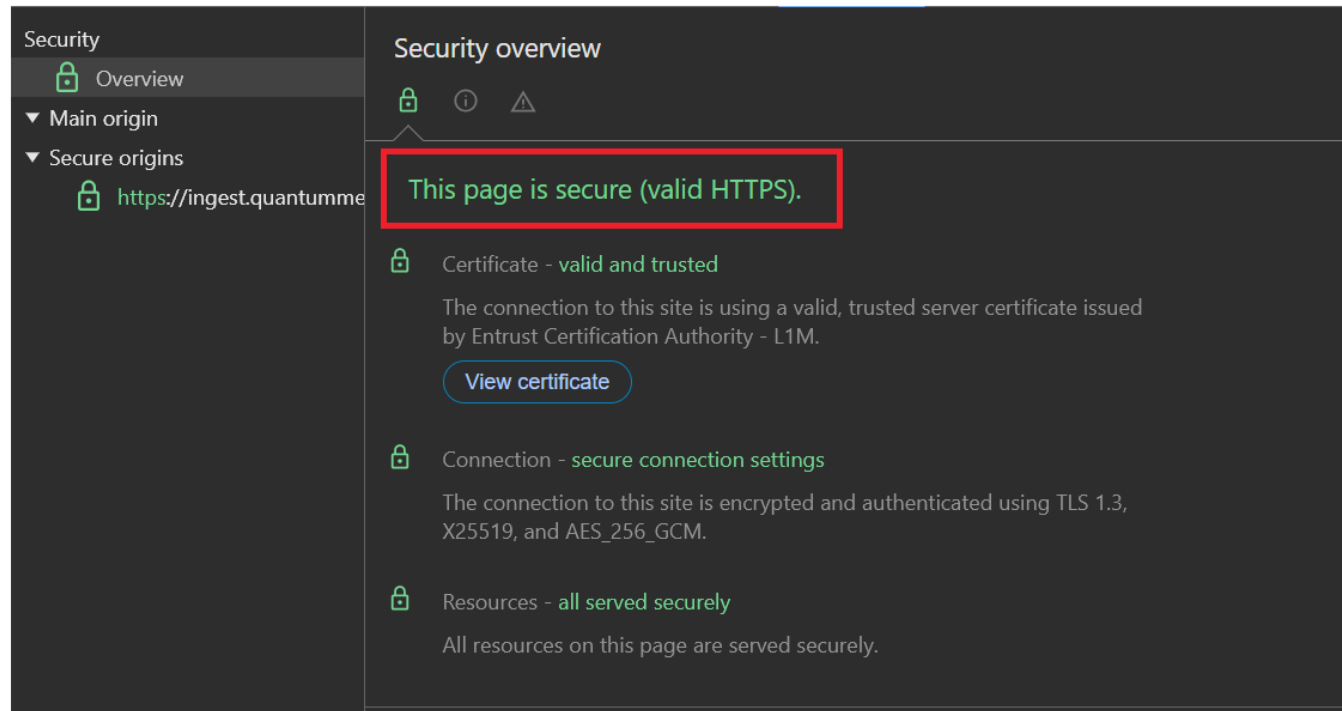 Security
Overview
Main origin
Secure origins
https://ingest.quantumme
Security overview
This page is secure (valid HTTPS).
Certificate - valid and trusted
The connection to this site is using a valid, trusted server certificate issued
by Entrust Certification Authority - L1M.
View certificate
Connection - secure connection settings
The connection to this site is encrypted and authenticated using TLS 1.3,
X25519, and AES_256_GCM.
Resources - all served securely
All resources on this page are served securely.